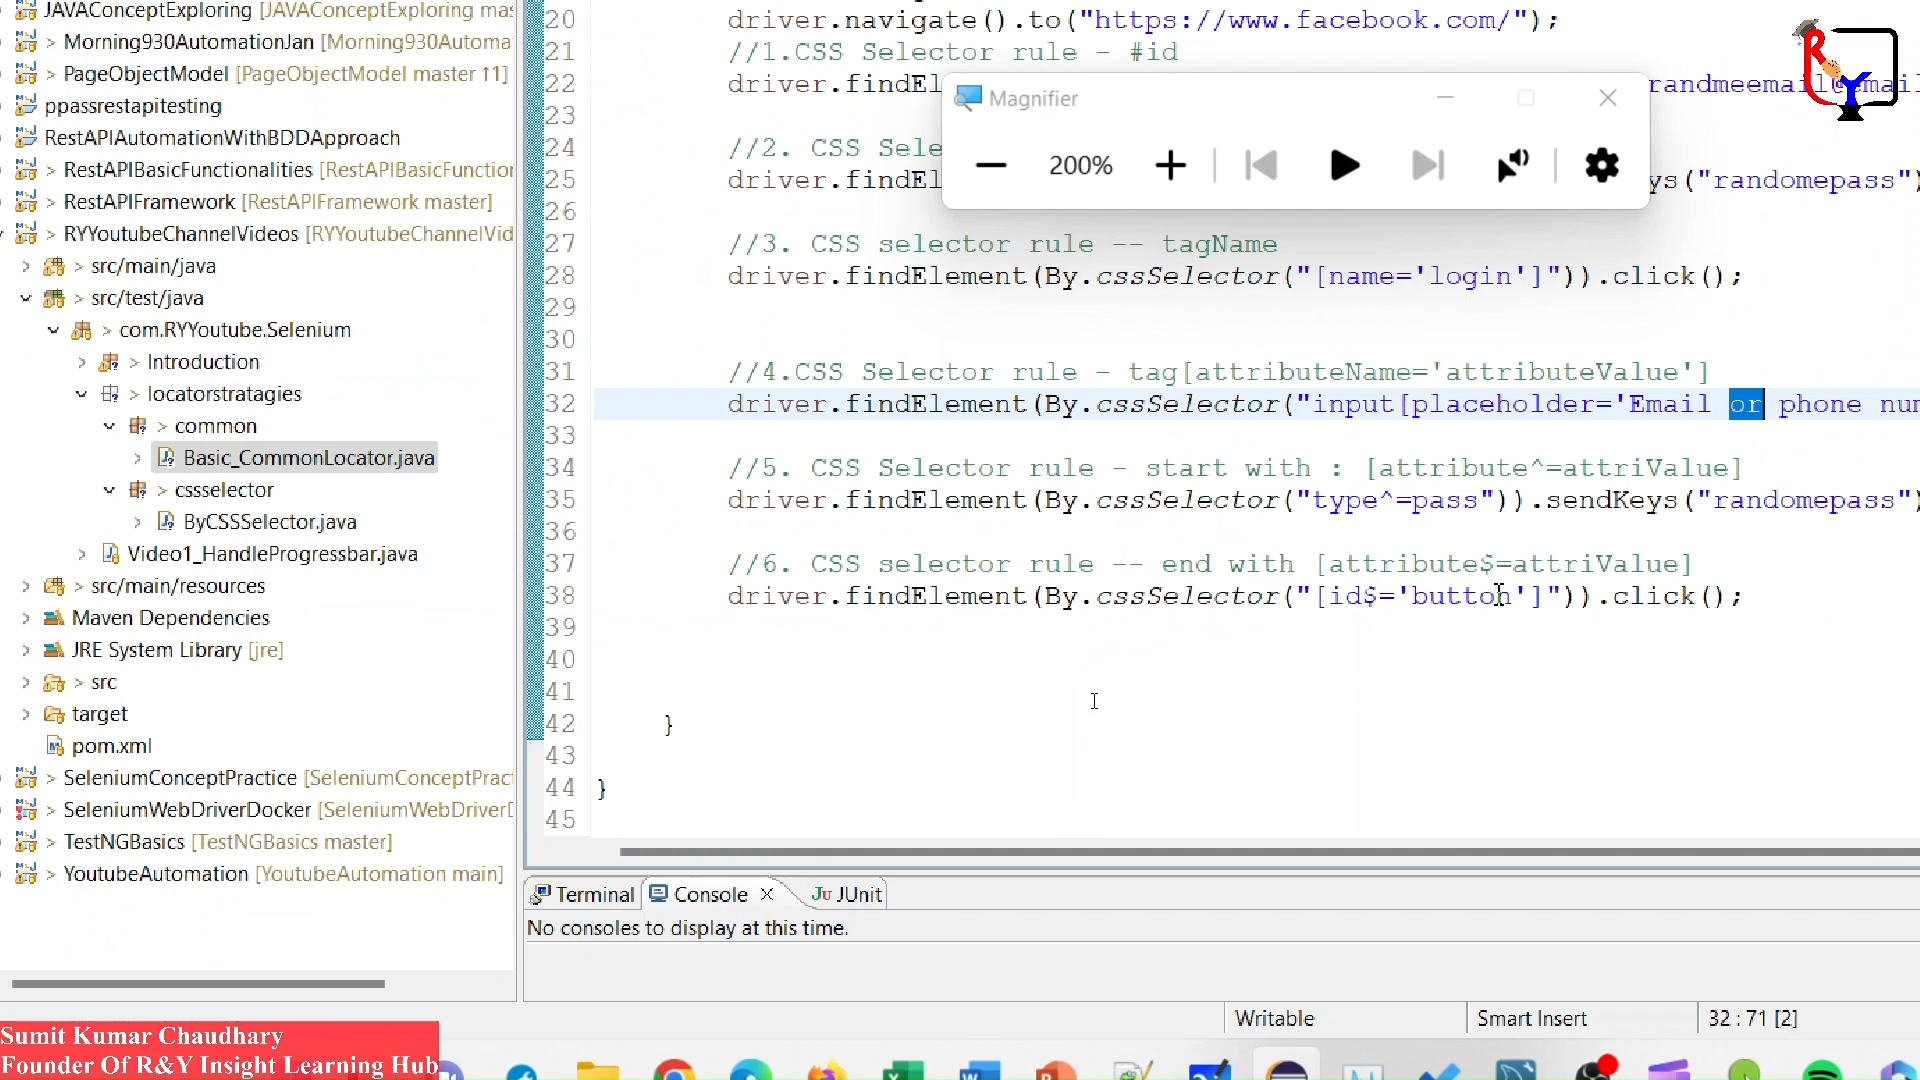 JAVAConceptExploring [JAVAConceptExploring mas
> Morning930AutomationJan [Morning930Automa
> PageObjectModel [PageObjectModel master ↑1]
ppassrestapitesting
RestAPIAutomationWithBDDApproach
> RestAPIBasicFunctionalities [RestAPIBasicFunction
> RestAPIFramework [RestAPIFramework master]
> RYYoutubeChannelVideos [RYYoutubeChannelVid
> src/main/java
> src/test/java
> com.RYYoutube.Selenium
> Introduction
> locatorstratagies
> common
Basic_CommonLocator.java
> cssselector
ByCSSSelector.java
Video1_HandleProgressbar.java
src/main/resources
Maven Dependencies
JRE System Library [jre]
> src
target
pom.xml
> SeleniumConceptPractice [SeleniumConceptPract
> SeleniumWebDriverDocker [SeleniumWebDriverD
> TestNGBasics [TestNGBasics master]
> YoutubeAutomation [YoutubeAutomation main]
20 driver.navigate().to("https://www.facebook.com/");
21 //1.CSS Selector rule - #id
22 driver.findEl randmeemail@email
23
24 //2. CSS Sele
25 driver.findEl ys("randomepass")
26
27 //3. CSS selector rule -- tagName
28 driver.findElement(By.cssSelector("[name='login']")).click();
29
30
31 //4.CSS Selector rule - tag[attributeName='attributeValue']
32 driver.findElement(By.cssSelector("input[placeholder='Email or phone num
33
34 //5. CSS Selector rule - start with : [attribute^=attriValue]
35 driver.findElement(By.cssSelector("type^=pass")).sendKeys("randomepass")
36
37 //6. CSS selector rule -- end with [attribute$=attriValue]
38 driver.findElement(By.cssSelector("[id$='button']")).click();
39
40
41
42 }
43
44 }
45
Magnifier
200%
RY
Terminal Console JUnit
No consoles to display at this time.
Writable Smart Insert 32 : 71 [2]
Sumit Kumar Chaudhary
Founder Of R&Y Insight Learning Hub